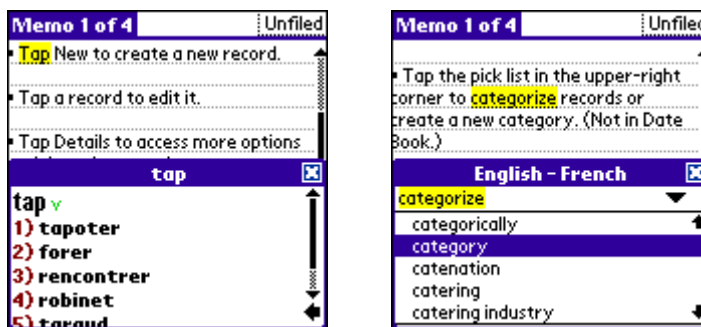 Memo 1 of 4 Unfiled
• Tap New to create a new record.
• Tap a record to edit it.
• Tap Details to access more options
tap
tap v
1) tapoter
2) forer
3) rencontrer
4) robinet
5) taraud
Memo 1 of 4 Unfiled
• Tap the pick list in the upper-right
corner to categorize records or
create a new category. (Not in Date
Book.)
English - French
categorize
categorically
category
catenation
catering
catering industry